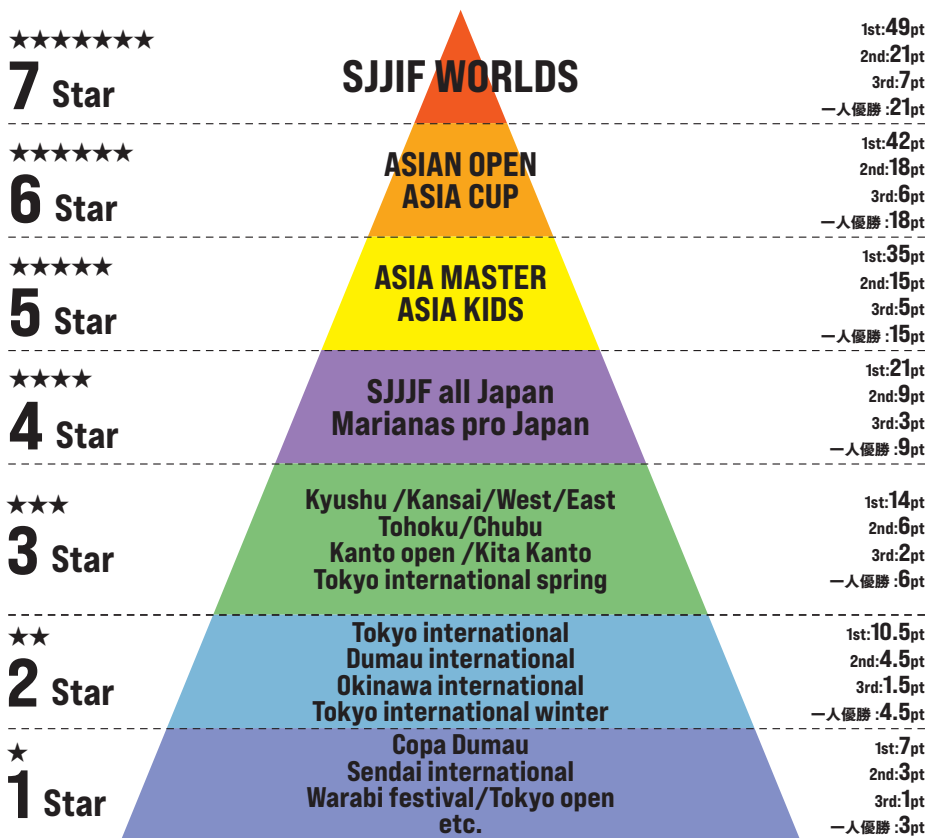 ★★★★★★★
7 Star
SJJIF WORLDS
1st:49pt
2nd:21pt
3rd:7pt
一人優勝:21pt
★★★★★★
6 Star
ASIAN OPEN
ASIA CUP
1st:42pt
2nd:18pt
3rd:6pt
一人優勝:18pt
★★★★★
5 Star
ASIA MASTER
ASIA KIDS
1st:35pt
2nd:15pt
3rd:5pt
一人優勝:15pt
★★★★
4 Star
SJJJF all Japan
Marianas pro Japan
1st:21pt
2nd:9pt
3rd:3pt
一人優勝:9pt
★★★
3 Star
Kyushu /Kansai/West/East
Tohoku/Chubu
Kanto open /Kita Kanto
Tokyo international spring
1st:14pt
2nd:6pt
3rd:2pt
一人優勝:6pt
★★
2 Star
Tokyo international
Dumau international
Okinawa international
Tokyo international winter
1st:10.5pt
2nd:4.5pt
3rd:1.5pt
一人優勝:4.5pt
★
1 Star
Copa Dumau
Sendai international
Warabi festival/Tokyo open
etc.
1st:7pt
2nd:3pt
3rd:1pt
一人優勝:3pt